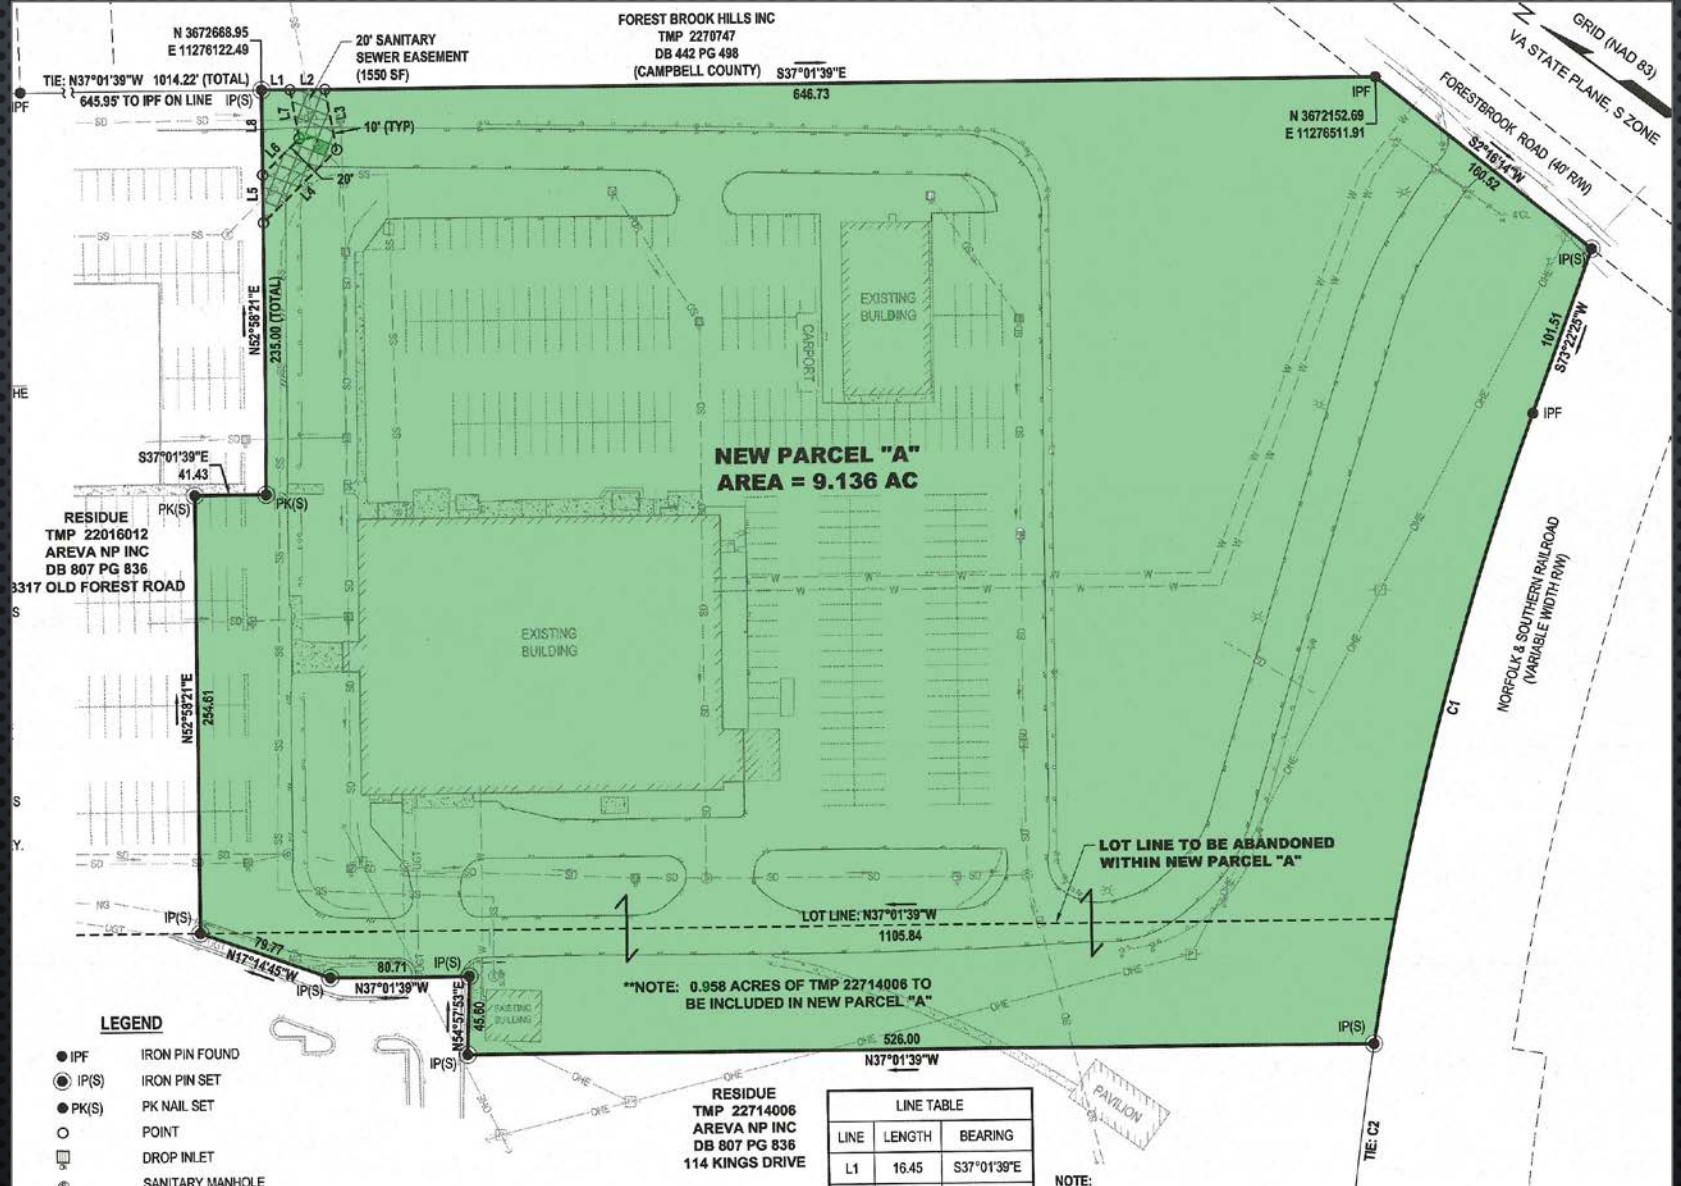 FOREST BROOK HILLS INC
TMP 2270747
DB 442 PG 498
(CAMPBELL COUNTY)
S37°01'39"E
646.73
N 3672668.95
E 11276122.49
20' SANITARY
SEWER EASEMENT
(1550 SF)
TIE: N37°01'39"W 1014.22' (TOTAL)
645.95' TO IPF ON LINE
IP(S)
IPF
L1
L2
L3
L7
L8
L6
L5
L4
10' (TYP)
20'
IPF
N 3672152.69
E 11276511.91
GRID (NAD 83)
VA STATE PLANE, S ZONE
N
FORESTBROOK ROAD (40' R/W)
S2°16'14"W
160.52
IP(S)
101.51
S73°22'25"W
IPF
N52°58'21"E
235.00 (TOTAL)
EXISTING
BUILDING
CARPORT
NEW PARCEL "A"
AREA = 9.136 AC
S37°01'39"E
41.43
PK(S)
PK(S)
RESIDUE
TMP 22016012
AREVA NP INC
DB 807 PG 836
3317 OLD FOREST ROAD
HE
S
S
Y.
EXISTING
BUILDING
N52°58'21"E
254.61
NORFOLK & SOUTHERN RAILROAD
(VARIABLE WIDTH R/W)
C1
LOT LINE TO BE ABANDONED
WITHIN NEW PARCEL "A"
LOT LINE: N37°01'39"W
1105.84
IP(S)
79.77
N17°14'45"W
IP(S)
80.71
N37°01'39"W
IP(S)
N54°57'53"E
45.60
EXISTING
BUILDING
IP(S)
**NOTE: 0.958 ACRES OF TMP 22714006 TO
BE INCLUDED IN NEW PARCEL "A"
526.00
N37°01'39"W
IP(S)
PAVILION
TIE: C2
RESIDUE
TMP 22714006
AREVA NP INC
DB 807 PG 836
114 KINGS DRIVE
LEGEND
IPF IRON PIN FOUND
IP(S) IRON PIN SET
PK(S) PK NAIL SET
POINT
DROP INLET
SANITARY MANHOLE
LINE TABLE
LINE LENGTH BEARING
L1 16.45 S37°01'39"E
NOTE: